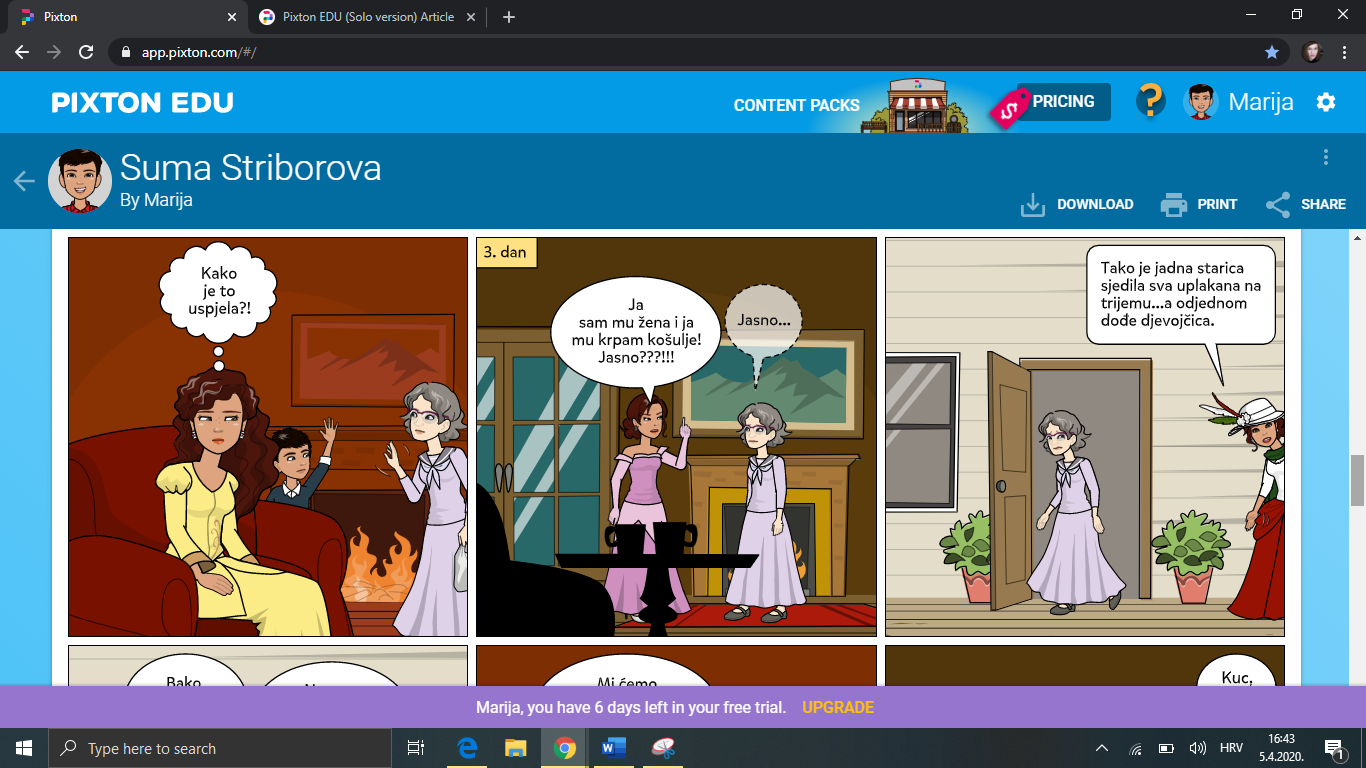 Pixton
Pixton EDU (Solo version) Article
app.pixton.com/#/
PIXTON EDU
CONTENT PACKS
PRICING
?
Marija
Suma Striborova
By Marija
DOWNLOAD
PRINT
SHARE
Kako
je to
uspjela?!
3. dan
Ja
sam mu žena i ja
mu krpam košulje!
Jasno???!!!
Jasno...
Tako je jadna starica
sjedila sva uplakana na
trijemu...a odjednom
dođe djevojčica.
Bako
Mi ćemo
Kuc,
Marija, you have 6 days left in your free trial. UPGRADE
Type here to search
HRV
16:43
5.4.2020.
1